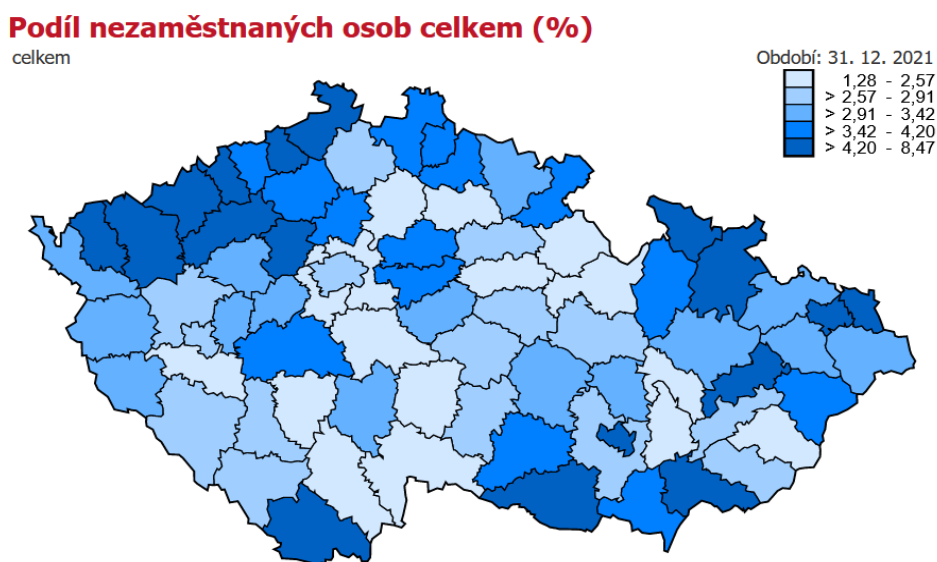 Podíl nezaměstnaných osob celkem (%)
celkem
Období: 31. 12. 2021
1,28 - 2,57
> 2,57 - 2,91
> 2,91 - 3,42
> 3,42 - 4,20
> 4,20 - 8,47